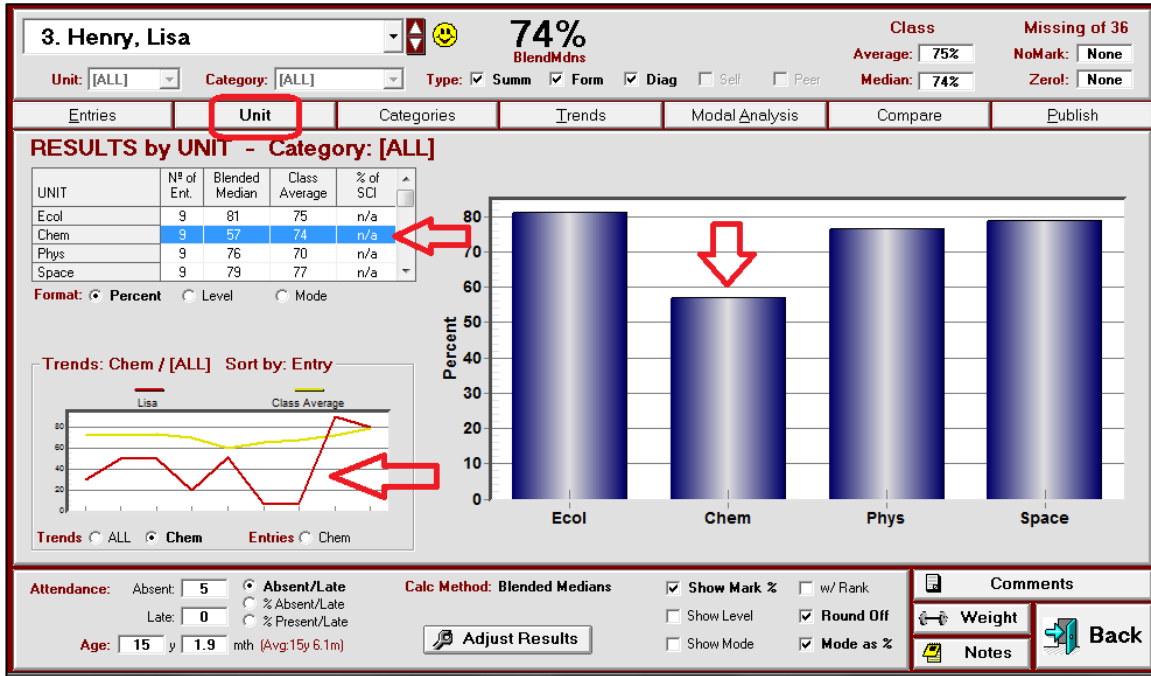 3. Henry, Lisa
74%
BlendMdns
Class
Average: 75%
Median: 74%
Missing of 36
NoMark: None
Zero!: None
Unit: [ALL] Category: [ALL] Type: Summ Form Diag Self Peer
Entries Unit Categories Trends Modal Analysis Compare Publish
RESULTS by UNIT - Category: [ALL]
UNIT Nº of Ent. Blended Median Class Average % of SCI
Ecol 9 81 75 n/a
Chem 9 57 74 n/a
Phys 9 76 70 n/a
Space 9 79 77 n/a
Format: Percent Level Mode
Trends: Chem / [ALL] Sort by: Entry
Lisa Class Average
80
60
40
20
0
Trends ALL Chem Entries Chem
Percent
80
70
60
50
40
30
20
10
0
Ecol Chem Phys Space
Attendance: Absent: 5
Late: 0
Age: 15 y 1.9 mth (Avg:15y 6.1m)
Absent/Late
% Absent/Late
% Present/Late
Calc Method: Blended Medians
Adjust Results
Show Mark % w/ Rank
Show Level Round Off
Show Mode Mode as %
Comments
Weight
Notes
Back